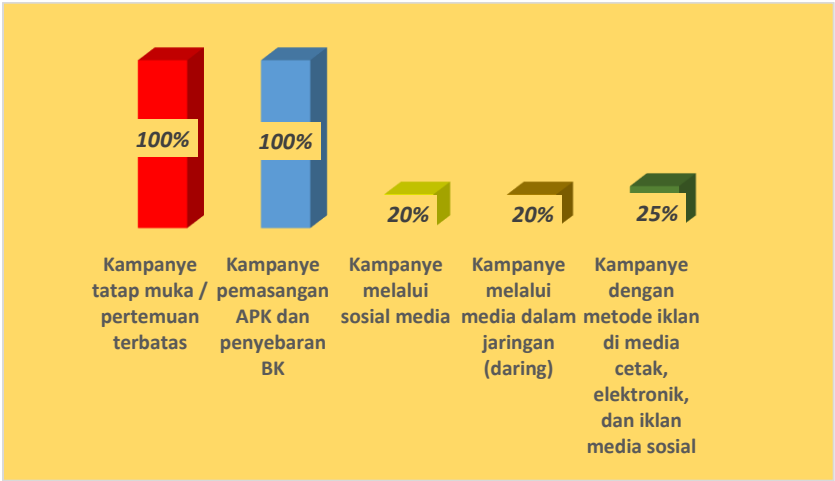 100%
100%
20%
20%
25%
Kampanye
tatap muka /
pertemuan
terbatas
Kampanye
pemasangan
APK dan
penyebaran
BK
Kampanye
melalui
sosial media
Kampanye
melalui
media dalam
jaringan
(daring)
Kampanye
dengan
metode iklan
di media
cetak,
elektronik,
dan iklan
media sosial